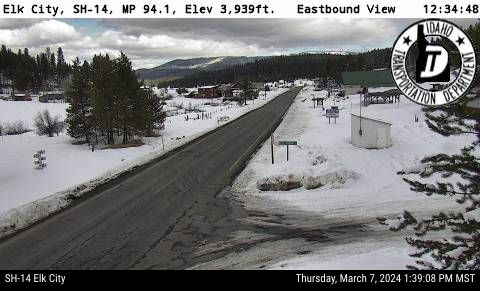 Elk City, SH-14, MP 94.1, Elev 3,939ft. Eastbound View 12:34:48
IDAHO
TRANSPORTATION DEPARTMENT
SH-14 Elk City Thursday, March 7, 2024 1:39:08 PM MST